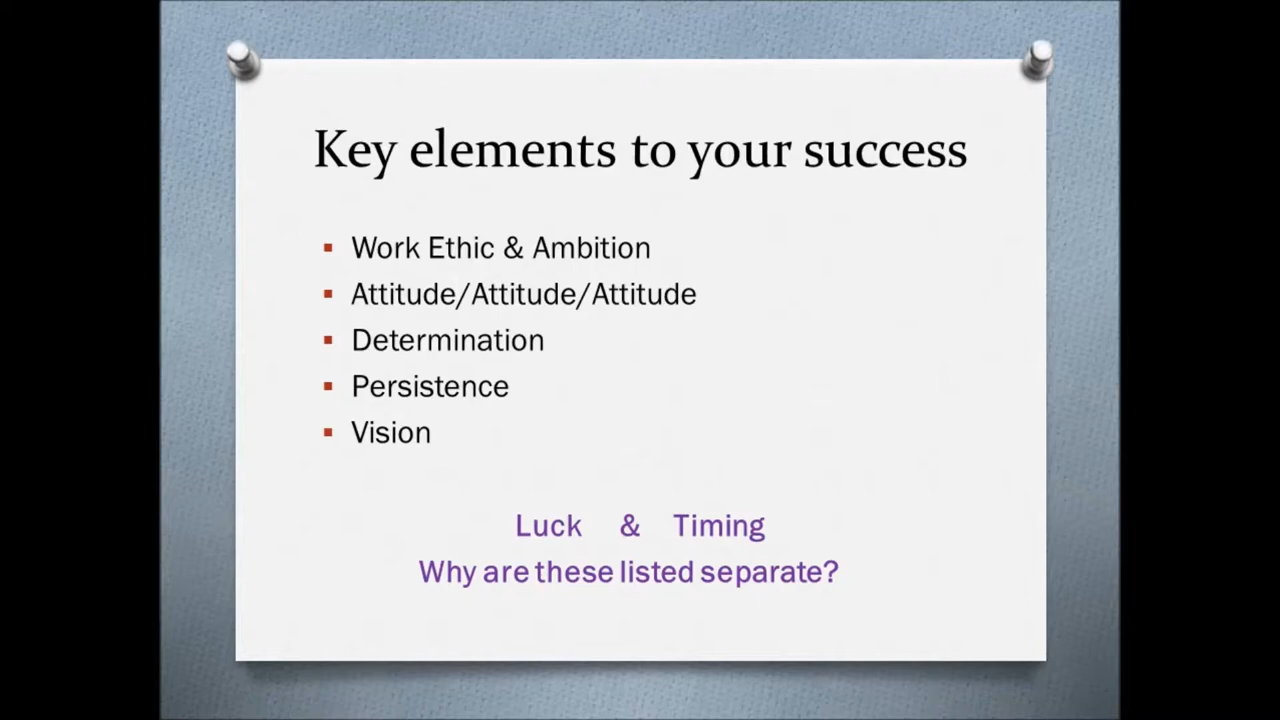 Key elements to your success
▪ Work Ethic & Ambition
▪ Attitude/Attitude/Attitude
▪ Determination
▪ Persistence
▪ Vision
Luck & Timing
Why are these listed separate?